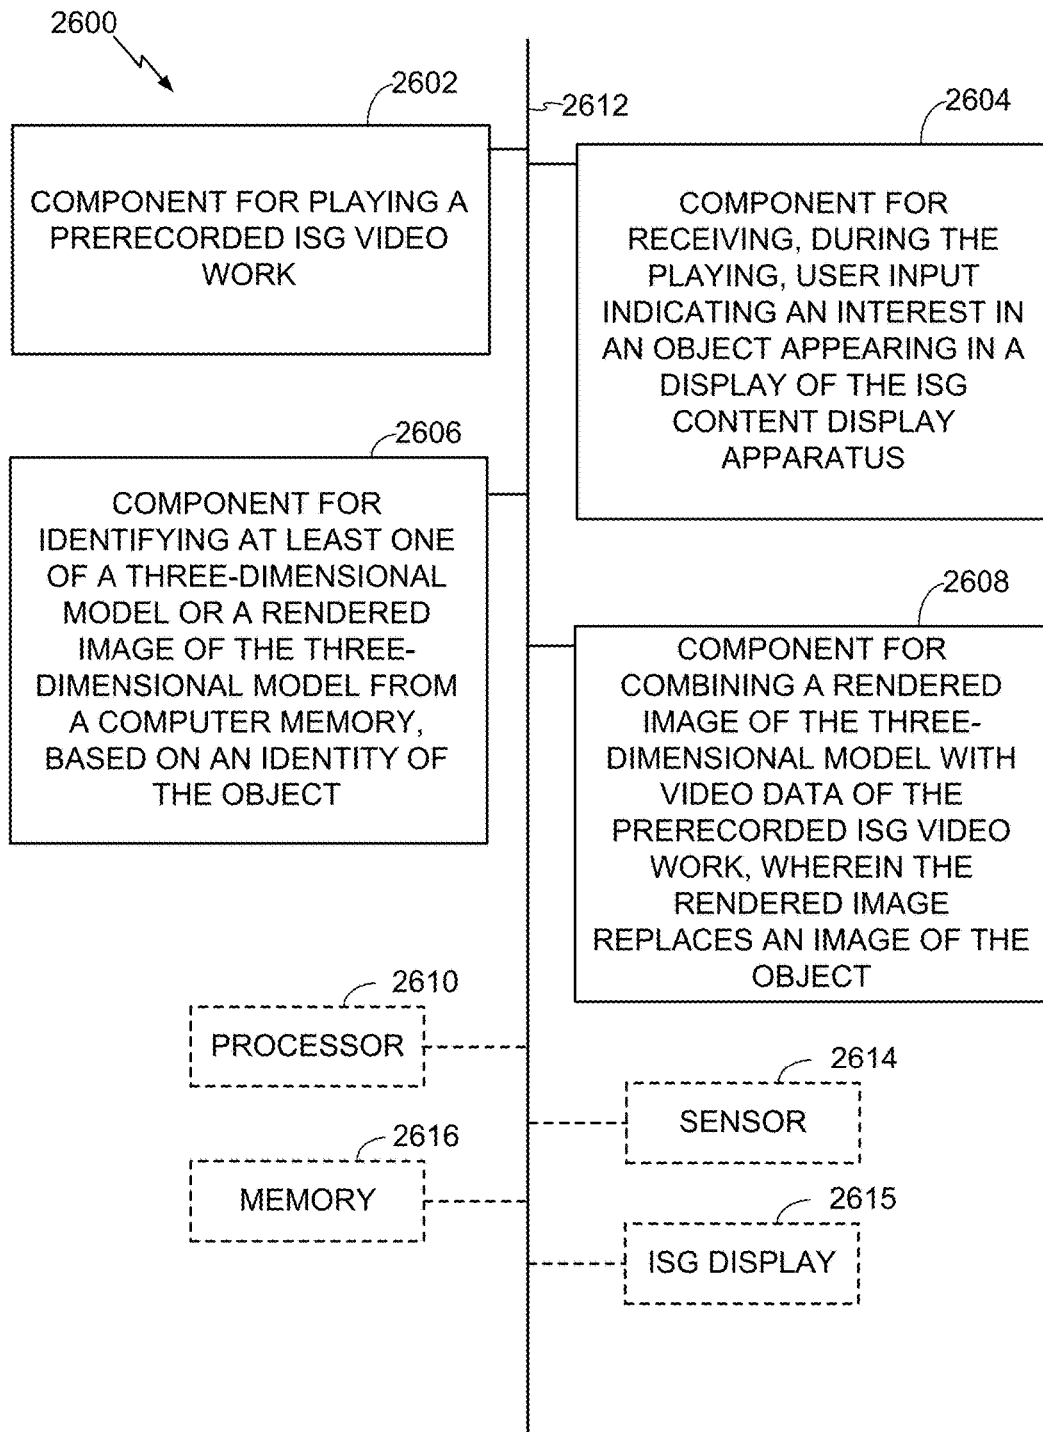 2600
2602
2612
2604
COMPONENT FOR PLAYING A
PRERECORDED ISG VIDEO
WORK
COMPONENT FOR
RECEIVING, DURING THE
PLAYING, USER INPUT
INDICATING AN INTEREST IN
AN OBJECT APPEARING IN A
DISPLAY OF THE ISG
CONTENT DISPLAY
APPARATUS
2606
COMPONENT FOR
IDENTIFYING AT LEAST ONE
OF A THREE-DIMENSIONAL
MODEL OR A RENDERED
IMAGE OF THE THREE-
DIMENSIONAL MODEL FROM
A COMPUTER MEMORY,
BASED ON AN IDENTITY OF
THE OBJECT
2608
COMPONENT FOR
COMBINING A RENDERED
IMAGE OF THE THREE-
DIMENSIONAL MODEL WITH
VIDEO DATA OF THE
PRERECORDED ISG VIDEO
WORK, WHEREIN THE
RENDERED IMAGE
REPLACES AN IMAGE OF THE
OBJECT
2610
PROCESSOR
2614
SENSOR
2616
MEMORY
2615
ISG DISPLAY